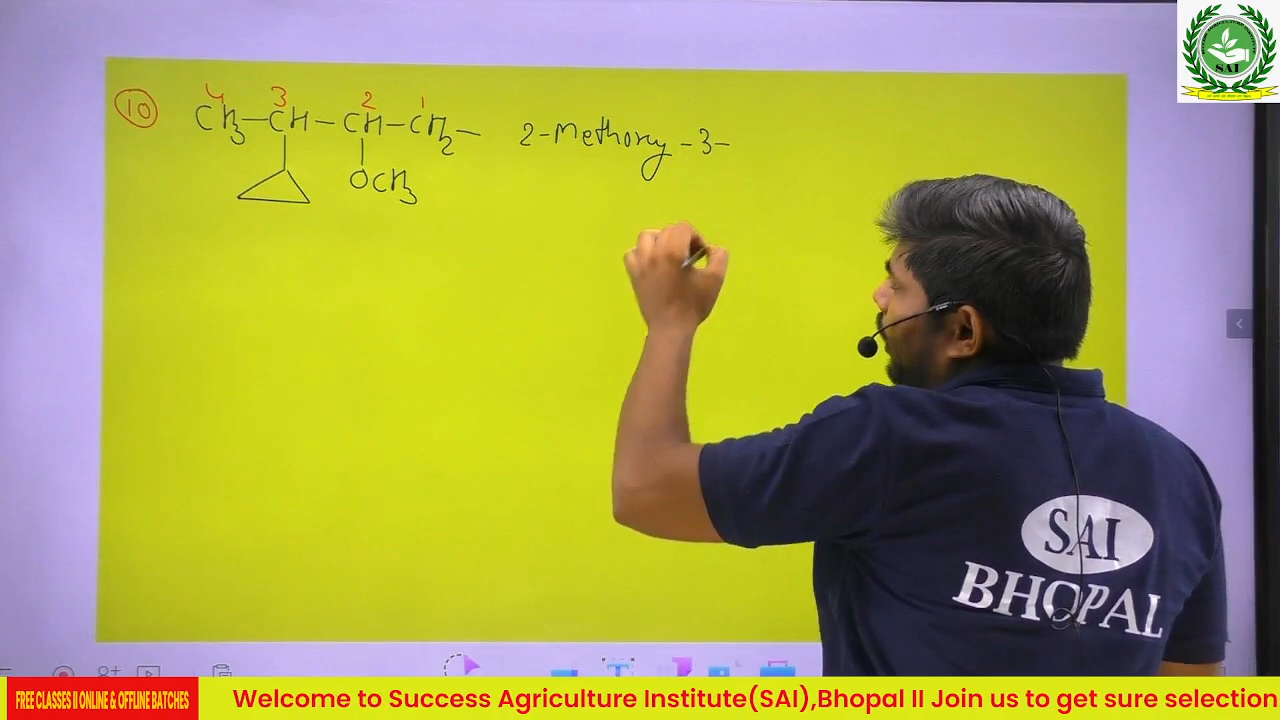 10
4 3 2 1
CH3-CH-CH-CH2- 2-Methoxy-3-
OCH3
SAI
SAI
BHOPAL
FREE CLASSES II ONLINE & OFFLINE BATCHES
Welcome to Success Agriculture Institute(SAI),Bhopal II Join us to get sure selection